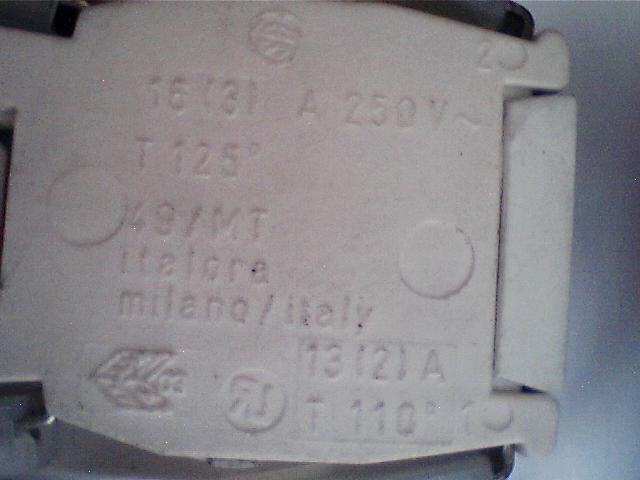 2
16(3) A 250V~
T 125°
49/MT
italora
milano/italy
13(2)A
T 110° 1